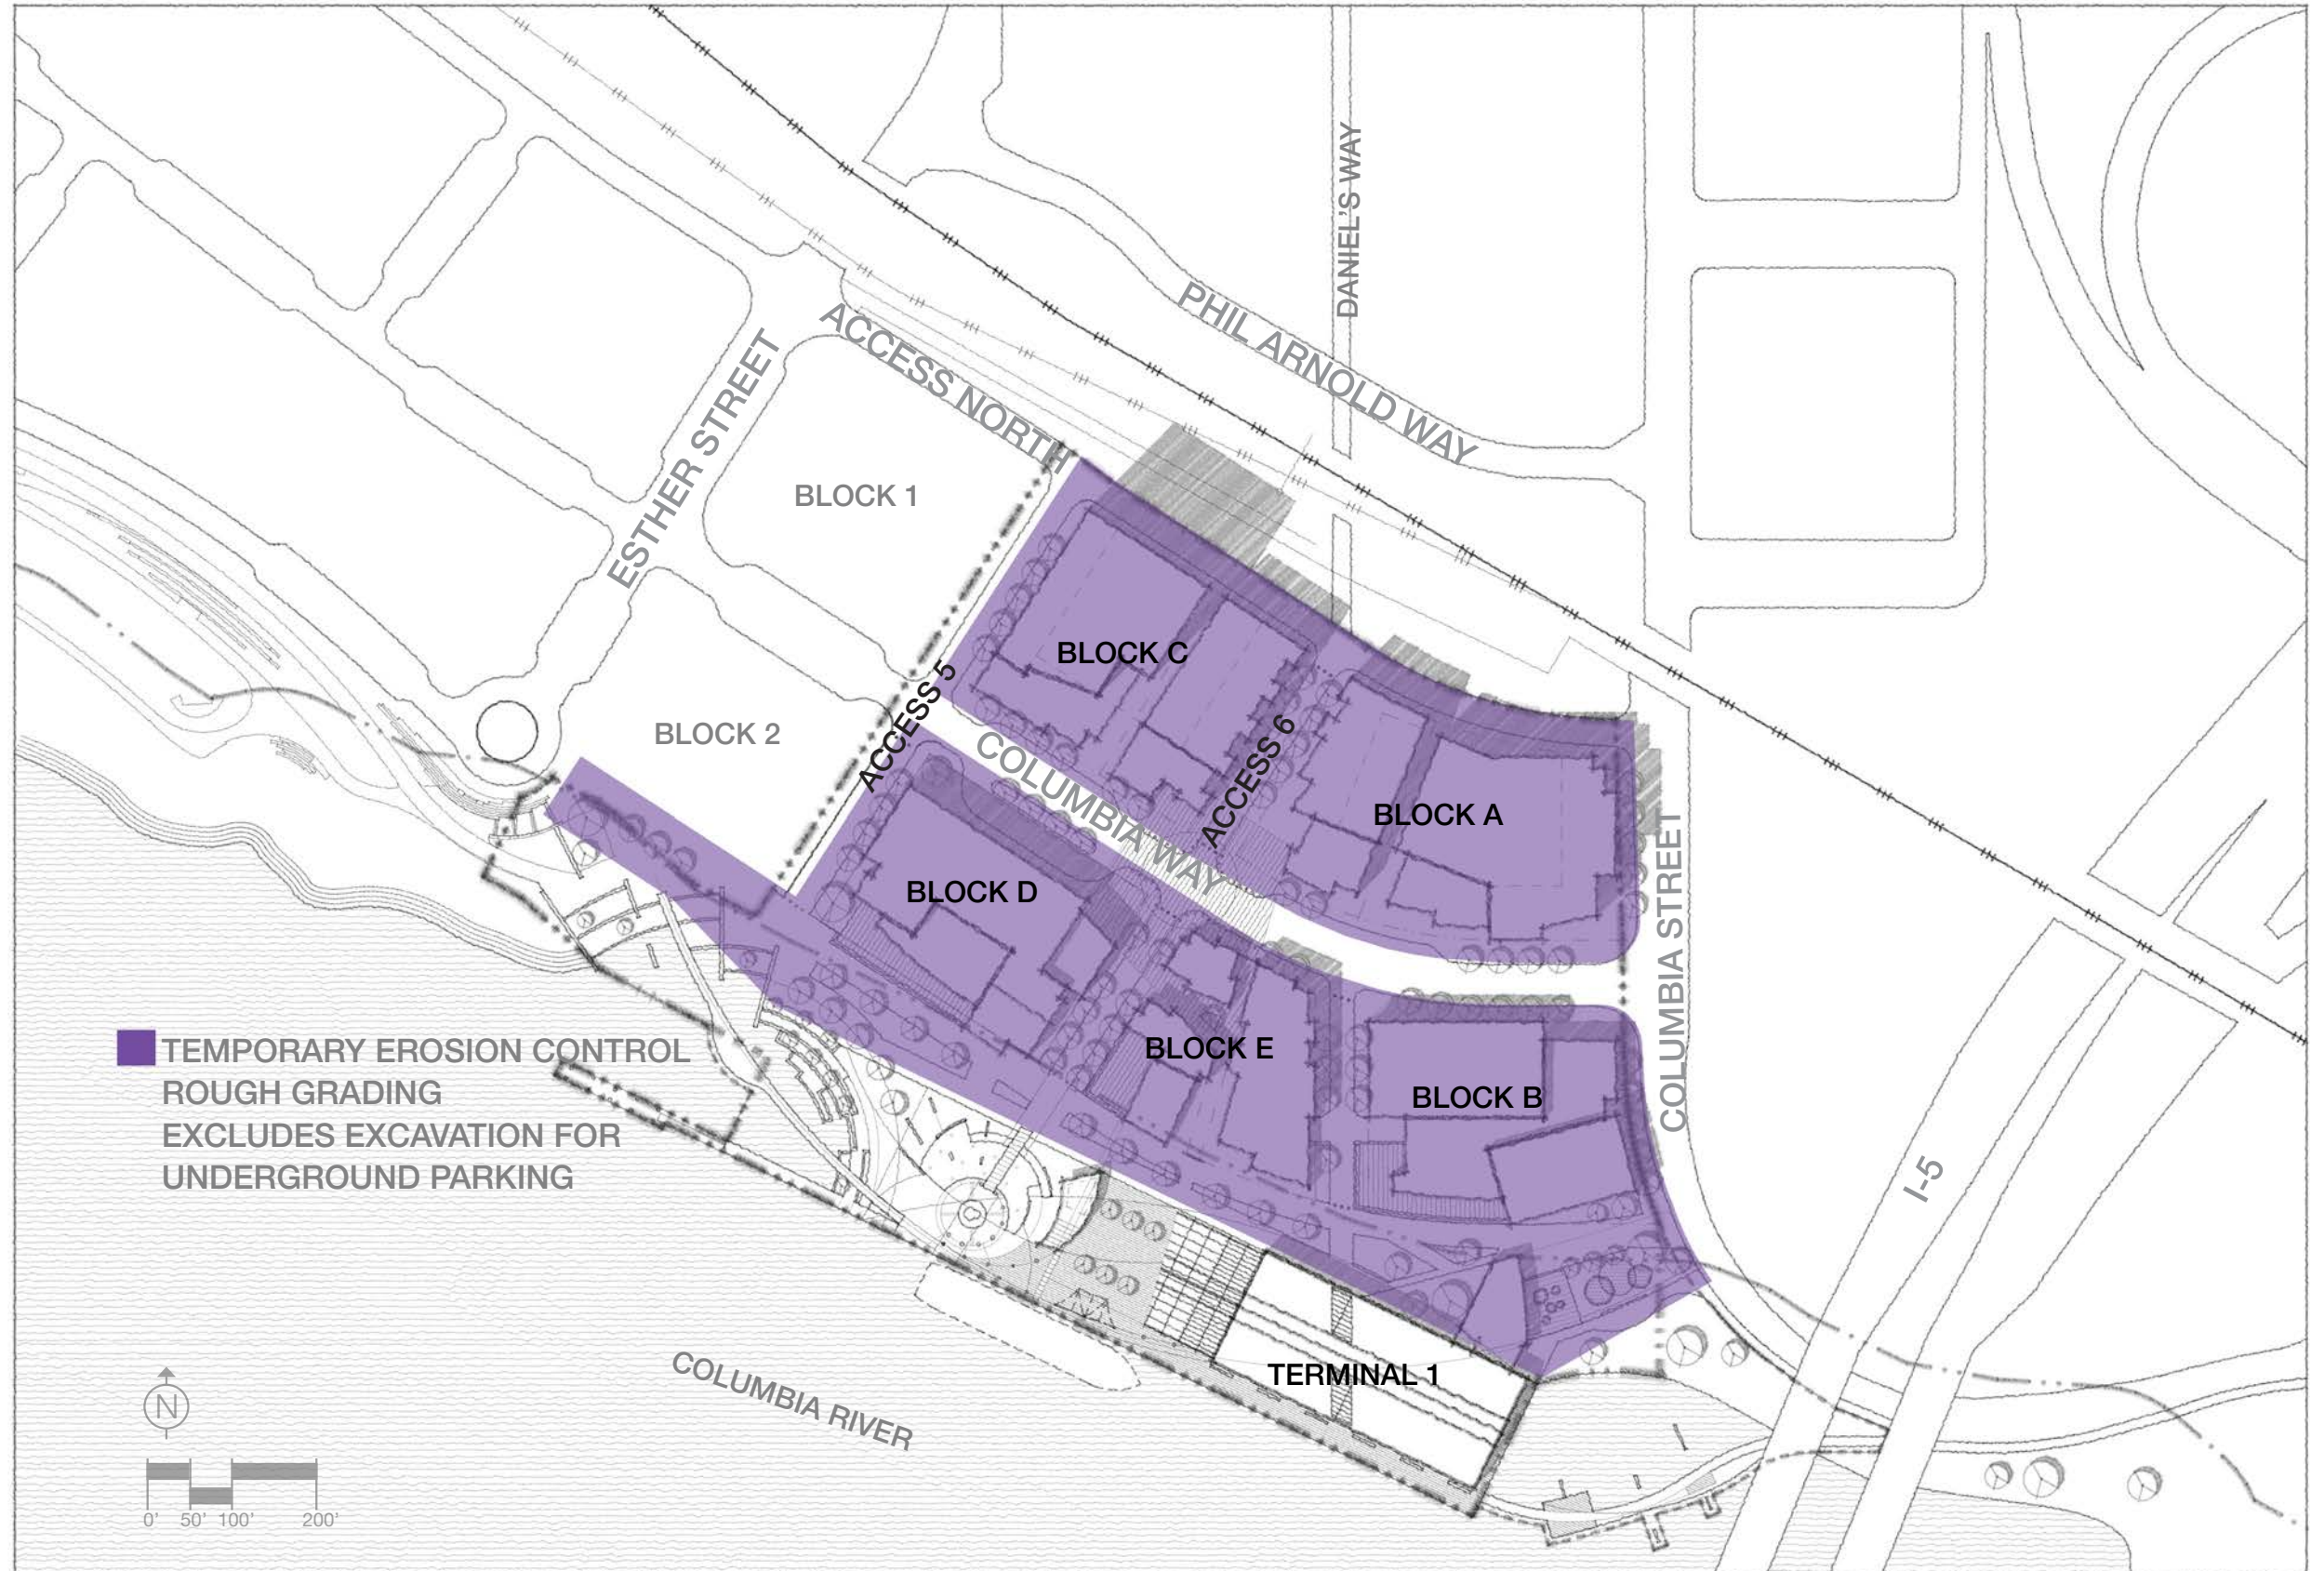 DANIEL'S WAY
PHIL ARNOLD WAY
ACCESS NORTH
ESTHER STREET
BLOCK 1
BLOCK C
ACCESS 5
BLOCK 2
COLUMBIA WAY
ACCESS 6
BLOCK A
COLUMBIA STREET
BLOCK D
BLOCK E
BLOCK B
TEMPORARY EROSION CONTROL
ROUGH GRADING
EXCLUDES EXCAVATION FOR
UNDERGROUND PARKING
I-5
TERMINAL 1
COLUMBIA RIVER
N
0' 50' 100' 200'